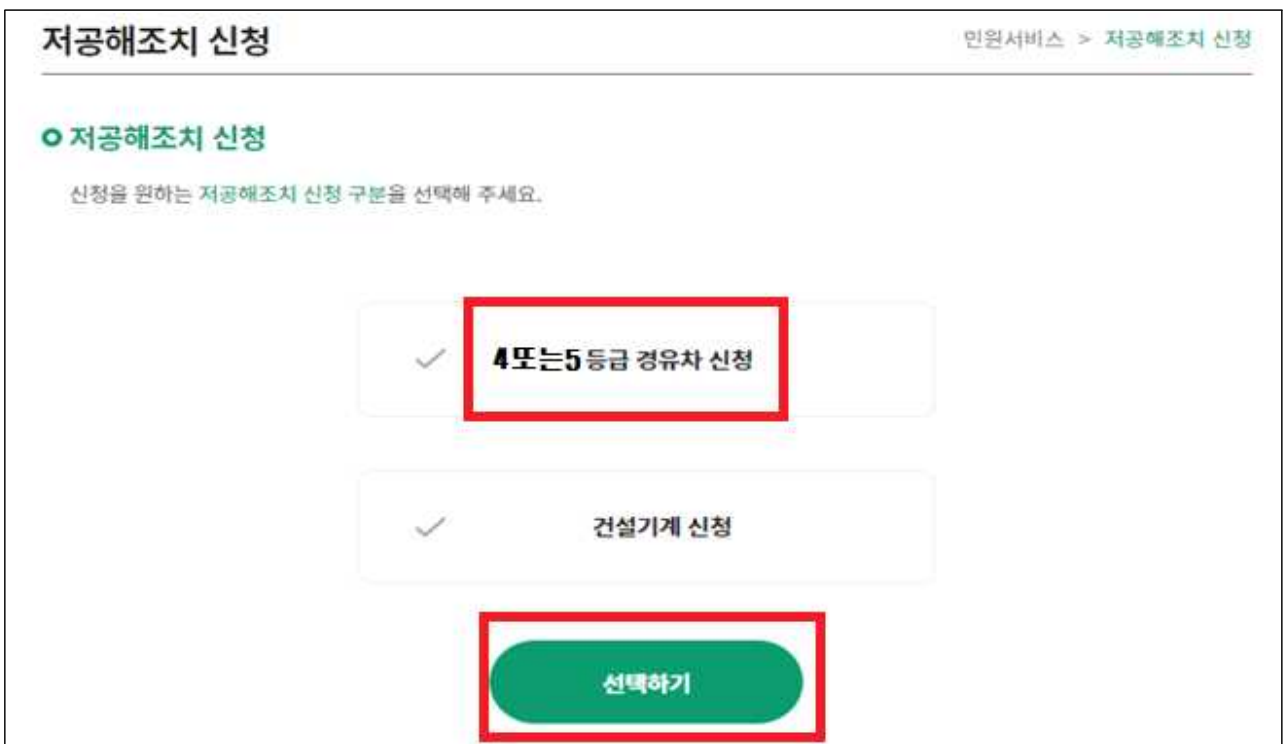 저공해조치 신청
민원서비스 > 저공해조치 신청
저공해조치 신청
신청을 원하는 저공해조치 신청 구분을 선택해 주세요.
4또는5등급 경유차 신청
건설기계 신청
선택하기